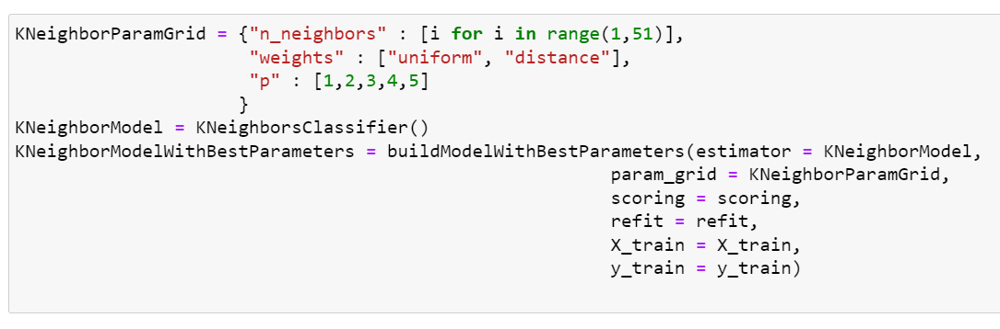 KNeighborParamGrid = {"n_neighbors" : [i for i in range(1,51)],
"weights" : ["uniform", "distance"],
"p" : [1,2,3,4,5]
}
KNeighborModel = KNeighborsClassifier()
KNeighborModelWithBestParameters = buildModelWithBestParameters(estimator = KNeighborModel,
param_grid = KNeighborParamGrid,
scoring = scoring,
refit = refit,
X_train = X_train,
y_train = y_train)